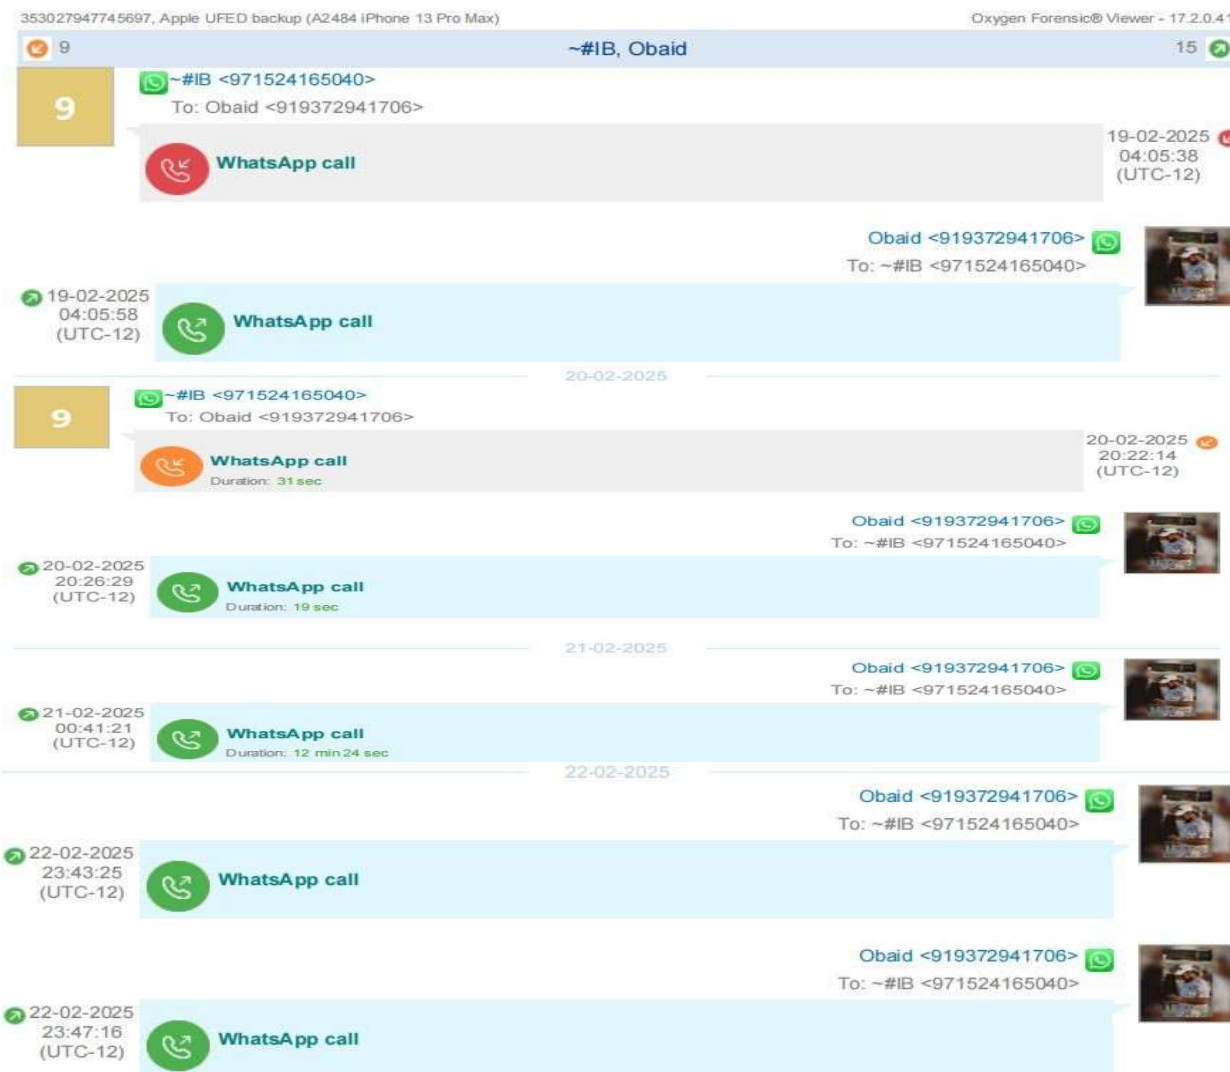 353027947745697, Apple UFED backup (A2484 iPhone 13 Pro Max)
Oxygen Forensic® Viewer - 17.2.0.41
9
~#IB, Obaid
15
~#IB <971524165040>
9
To: Obaid <919372941706>
WhatsApp call
19-02-2025
04:05:38
(UTC-12)
Obaid <919372941706>
To: ~#IB <971524165040>
19-02-2025
04:05:58
(UTC-12)
WhatsApp call
20-02-2025
~#IB <971524165040>
9
To: Obaid <919372941706>
WhatsApp call
Duration: 31 sec
20-02-2025
20:22:14
(UTC-12)
Obaid <919372941706>
To: ~#IB <971524165040>
20-02-2025
20:26:29
(UTC-12)
WhatsApp call
Duration: 19 sec
21-02-2025
Obaid <919372941706>
To: ~#IB <971524165040>
21-02-2025
00:41:21
(UTC-12)
WhatsApp call
Duration: 12 min 24 sec
22-02-2025
Obaid <919372941706>
To: ~#IB <971524165040>
22-02-2025
23:43:25
(UTC-12)
WhatsApp call
Obaid <919372941706>
To: ~#IB <971524165040>
22-02-2025
23:47:16
(UTC-12)
WhatsApp call